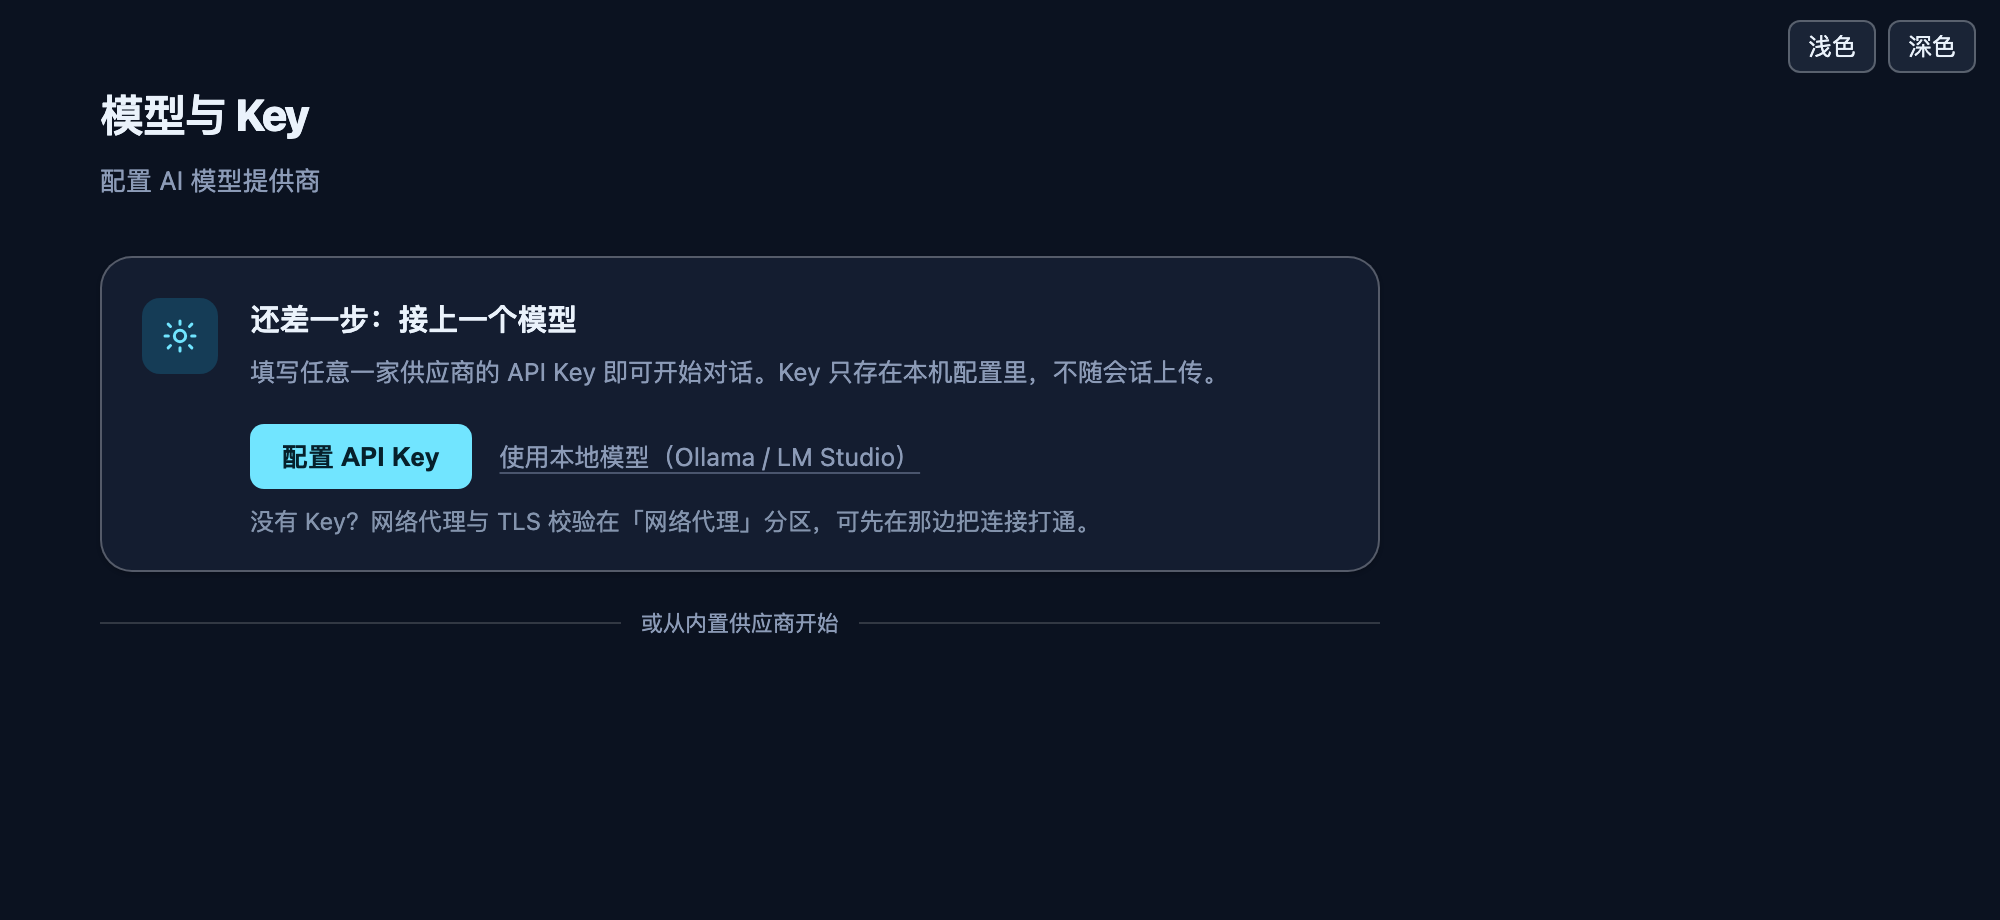 浅色
深色
模型与 Key
配置 AI 模型提供商
还差一步：接上一个模型
填写任意一家供应商的 API Key 即可开始对话。Key 只存在本机配置里，不随会话上传。
配置 API Key
使用本地模型（Ollama / LM Studio）
没有 Key？网络代理与 TLS 校验在「网络代理」分区，可先在那边把连接打通。
或从内置供应商开始